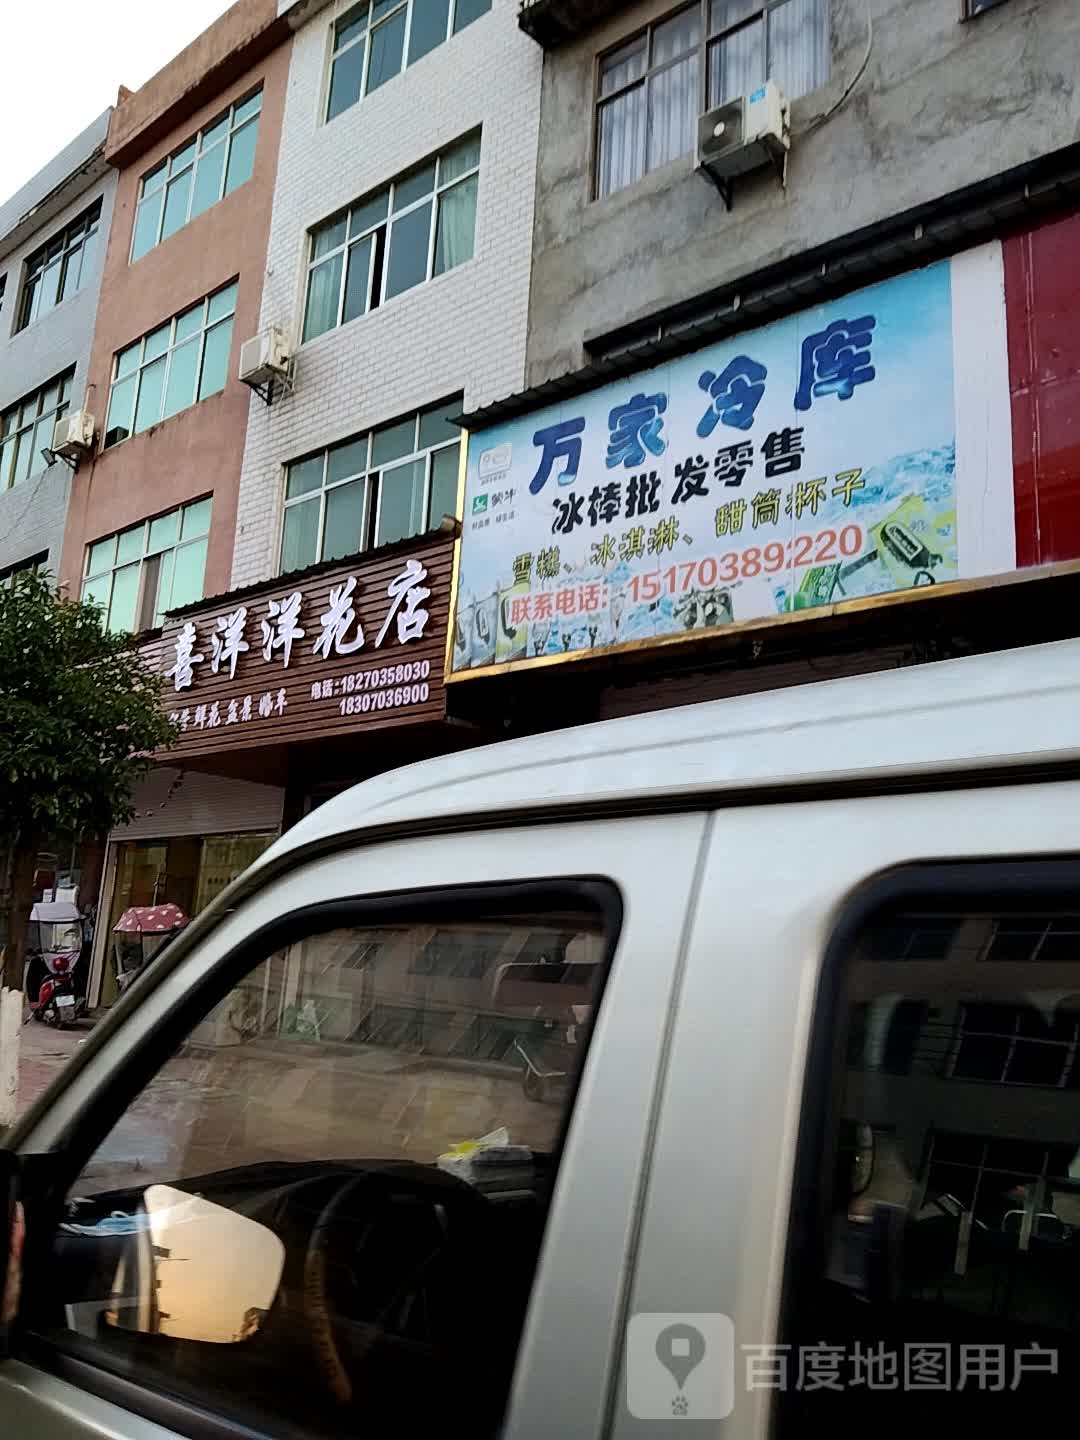 万家冷库
冰棒批发零售
蒙牛
雪糕、冰淇淋、甜筒杯子
联系电话:15170389220
喜洋洋花店
电话:18270358030
18307036900
鲜花 盆景 婚车
百度地图用户